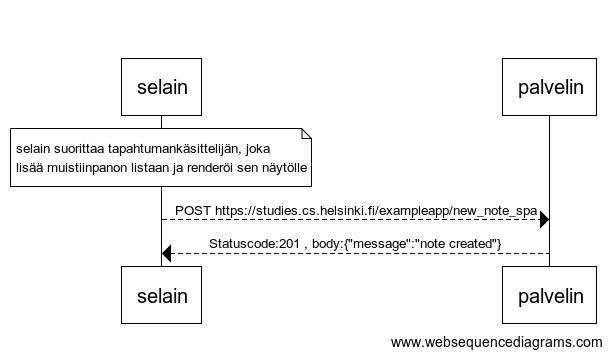 selain
palvelin
selain suorittaa tapahtumankäsittelijän, joka
lisää muistiinpanon listaan ja renderöi sen näytölle
POST https://studies.cs.helsinki.fi/exampleapp/new_note_spa
Statuscode:201 , body:{"message":"note created"}
selain
palvelin
www.websequencediagrams.com